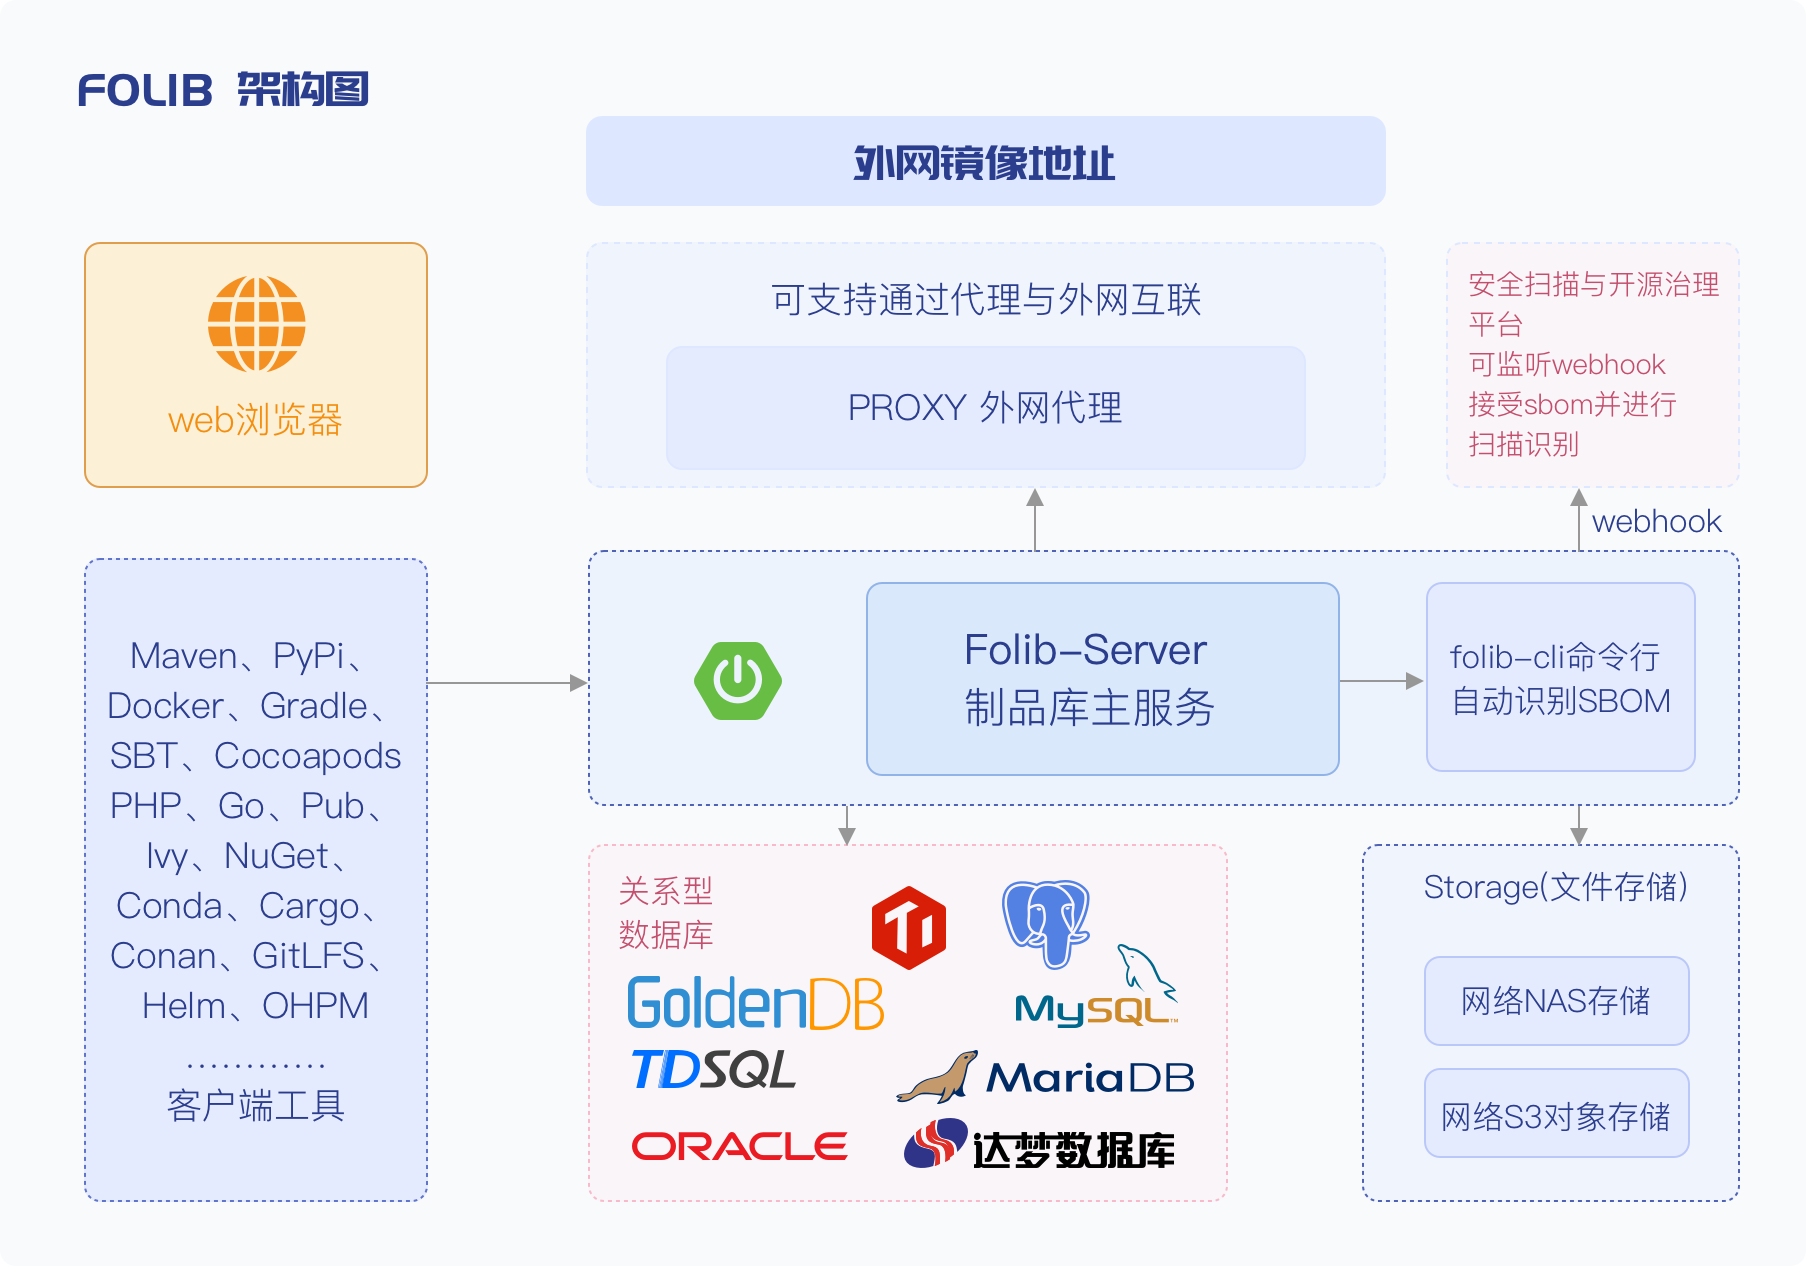 FOLIB 架构图
外网镜像地址
web浏览器
可支持通过代理与外网互联
PROXY 外网代理
安全扫描与开源治理
平台
可监听webhook
接受sbom并进行
扫描识别
webhook
Maven、PyPi、
Docker、Gradle、
SBT、Cocoapods
PHP、Go、Pub、
Ivy、NuGet、
Conda、Cargo、
Conan、GitLFS、
Helm、OHPM
............
客户端工具
Folib-Server
制品库主服务
folib-cli命令行
自动识别SBOM
关系型
数据库
GoldenDB
MySQL™
TDSQL
MariaDB
ORACLE
达梦数据库
Storage(文件存储)
网络NAS存储
网络S3对象存储